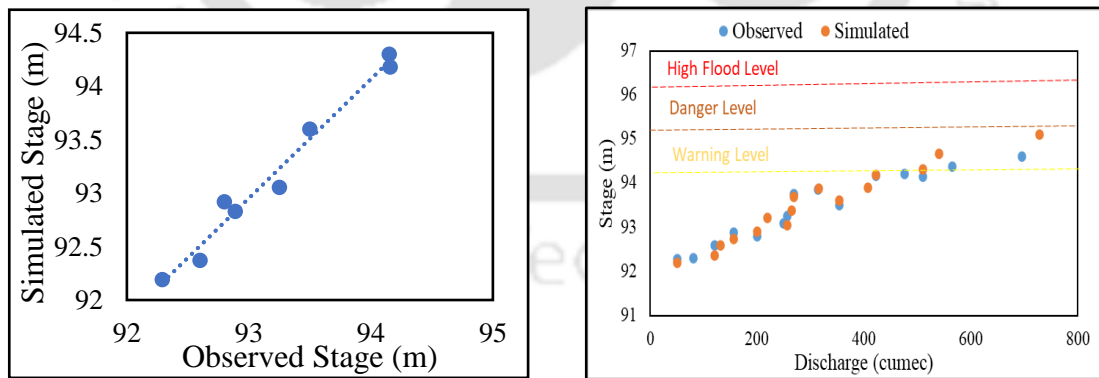 Simulated Stage (m)
94.5
94
93.5
93
92.5
92
92 93 94 95
Observed Stage (m)
Observed Simulated
Stage (m)
97
96
95
94
93
92
91
High Flood Level
Danger Level
Warning Level
0 200 400 600 800
Discharge (cumec)